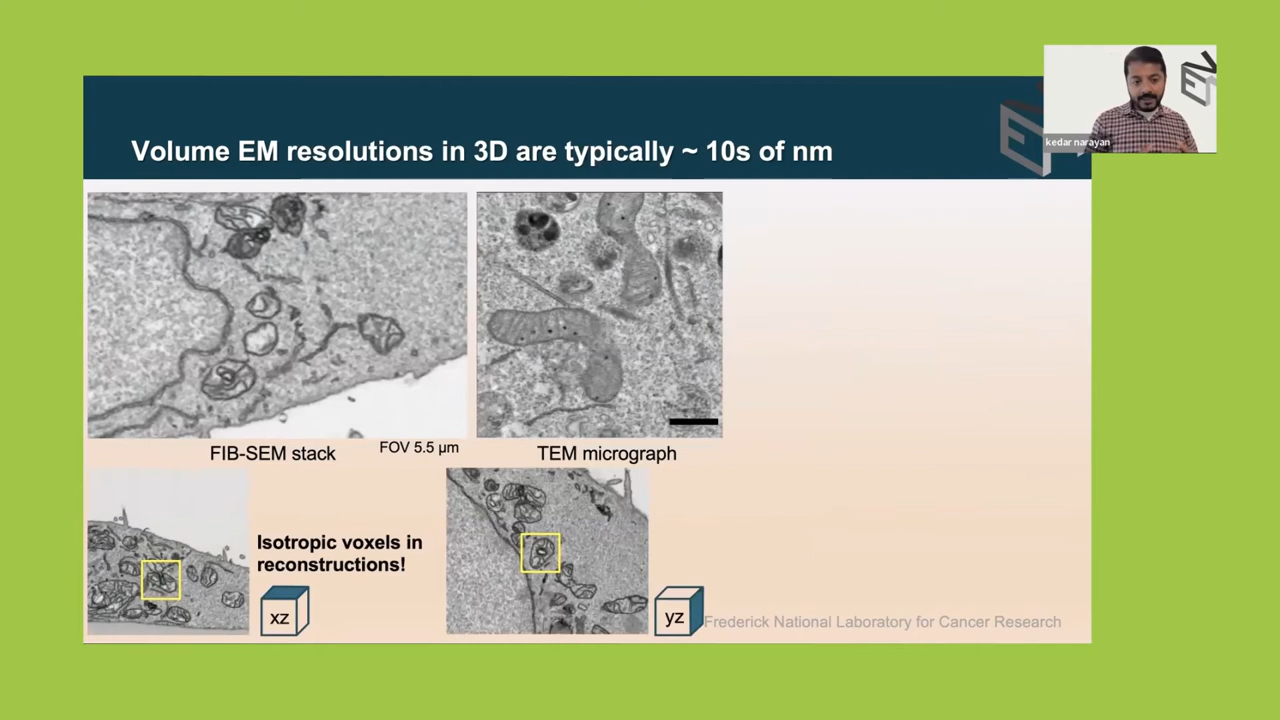 Volume EM resolutions in 3D are typically ~ 10s of nm
kedar narayan
FIB-SEM stack
FOV 5.5 µm
TEM micrograph
Isotropic voxels in
reconstructions!
xz
yz
Frederick National Laboratory for Cancer Research